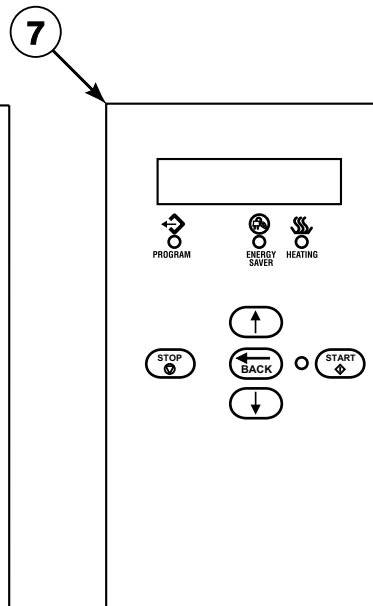 7
PROGRAM
ENERGY
SAVER
HEATING
STOP
BACK
START